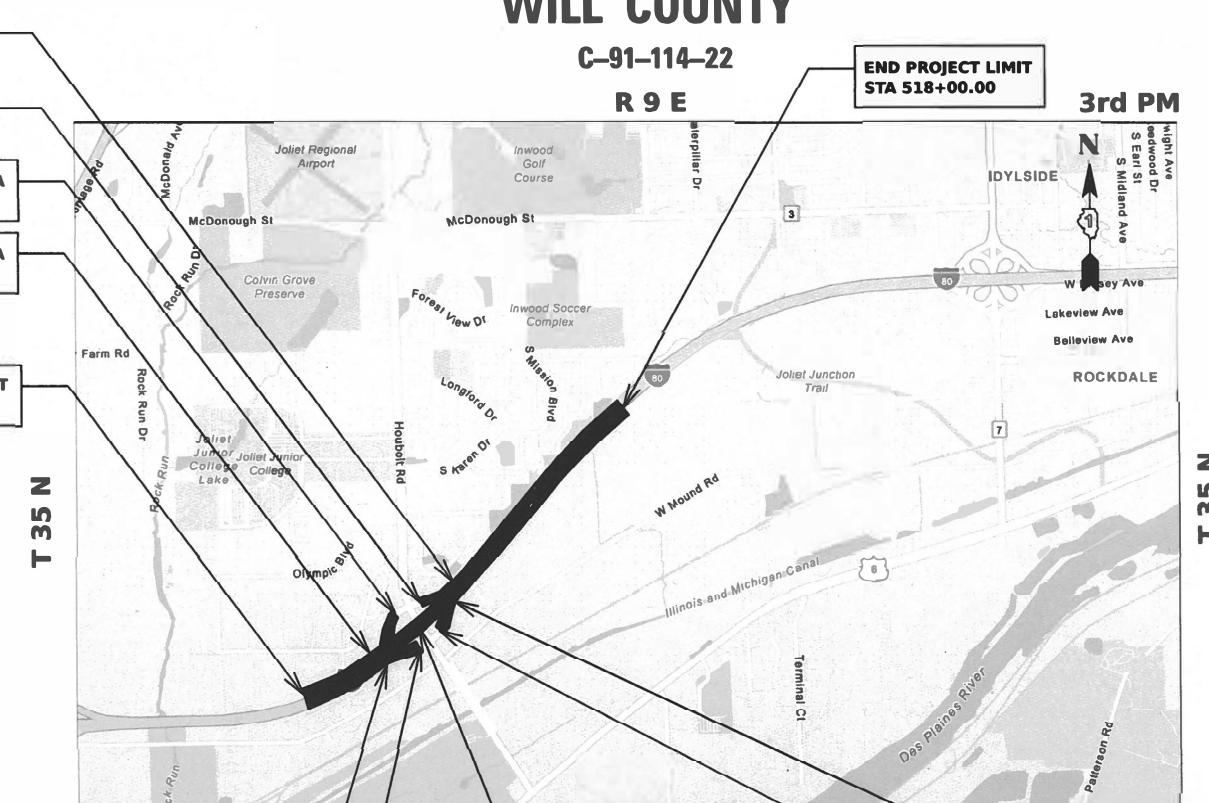 WILL COUNTY
C-91-114-22
R 9 E
END PROJECT LIMIT
STA 518+00.00
3rd PM
N
1
McDonald Ave
Joliet Regional
Airport
Inwood
Golf
Course
IDYLSIDE
S Earl St
S Midland Ave
McDonough St
McDonough St
3
80
Rock Run Dr
Colvin Grove
Preserve
Forest View Dr
Inwood Soccer
Complex
Lakeview Ave
Belleview Ave
Farm Rd
S Mission Blvd
80
Joliet Junction
Trail
ROCKDALE
Rock Run Dr
Longford Dr
Houbolt Rd
7
A
A
T
Joliet
Junior
College
Lake
Joliet Junior
College
S Karen Dr
Rock Run
W Mound Rd
T 35 N
T 35 N
Olympic Blvd
Illinois and Michigan Canal
6
Terminal Ct
Des Plaines River
Patterson Rd